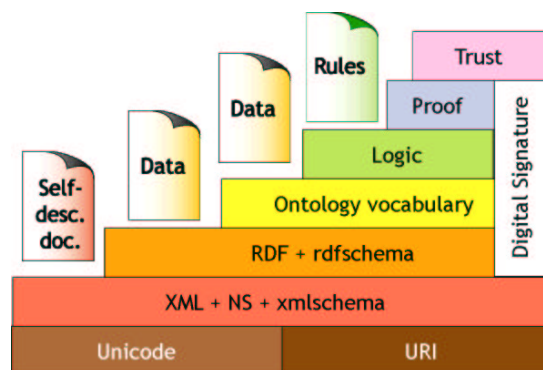 Rules
Trust
Data
Proof
Data
Logic
Self-
desc.
doc.
Ontology vocabulary
Digital Signature
RDF + rdfschema
XML + NS + xmlschema
Unicode
URI